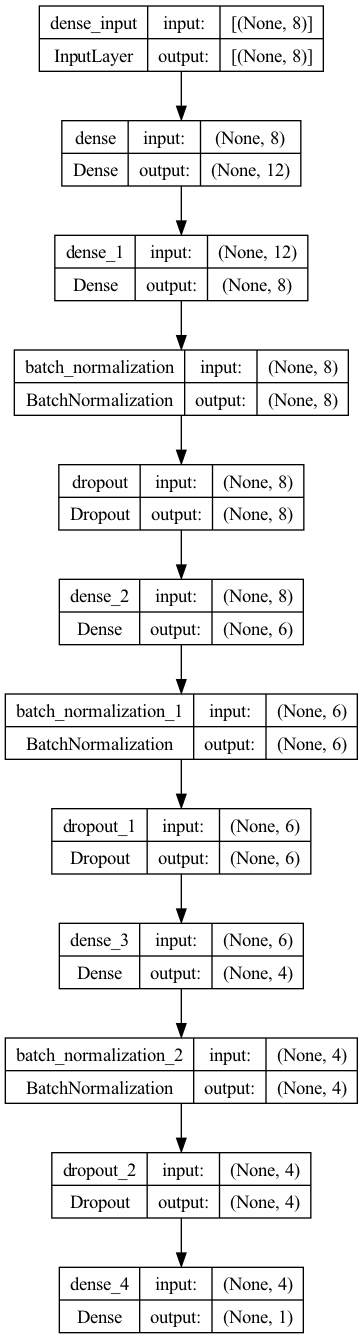 dense_input input: [(None, 8)]
InputLayer output: [(None, 8)]
dense input: (None, 8)
Dense output: (None, 12)
dense_1 input: (None, 12)
Dense output: (None, 8)
batch_normalization input: (None, 8)
BatchNormalization output: (None, 8)
dropout input: (None, 8)
Dropout output: (None, 8)
dense_2 input: (None, 8)
Dense output: (None, 6)
batch_normalization_1 input: (None, 6)
BatchNormalization output: (None, 6)
dropout_1 input: (None, 6)
Dropout output: (None, 6)
dense_3 input: (None, 6)
Dense output: (None, 4)
batch_normalization_2 input: (None, 4)
BatchNormalization output: (None, 4)
dropout_2 input: (None, 4)
Dropout output: (None, 4)
dense_4 input: (None, 4)
Dense output: (None, 1)